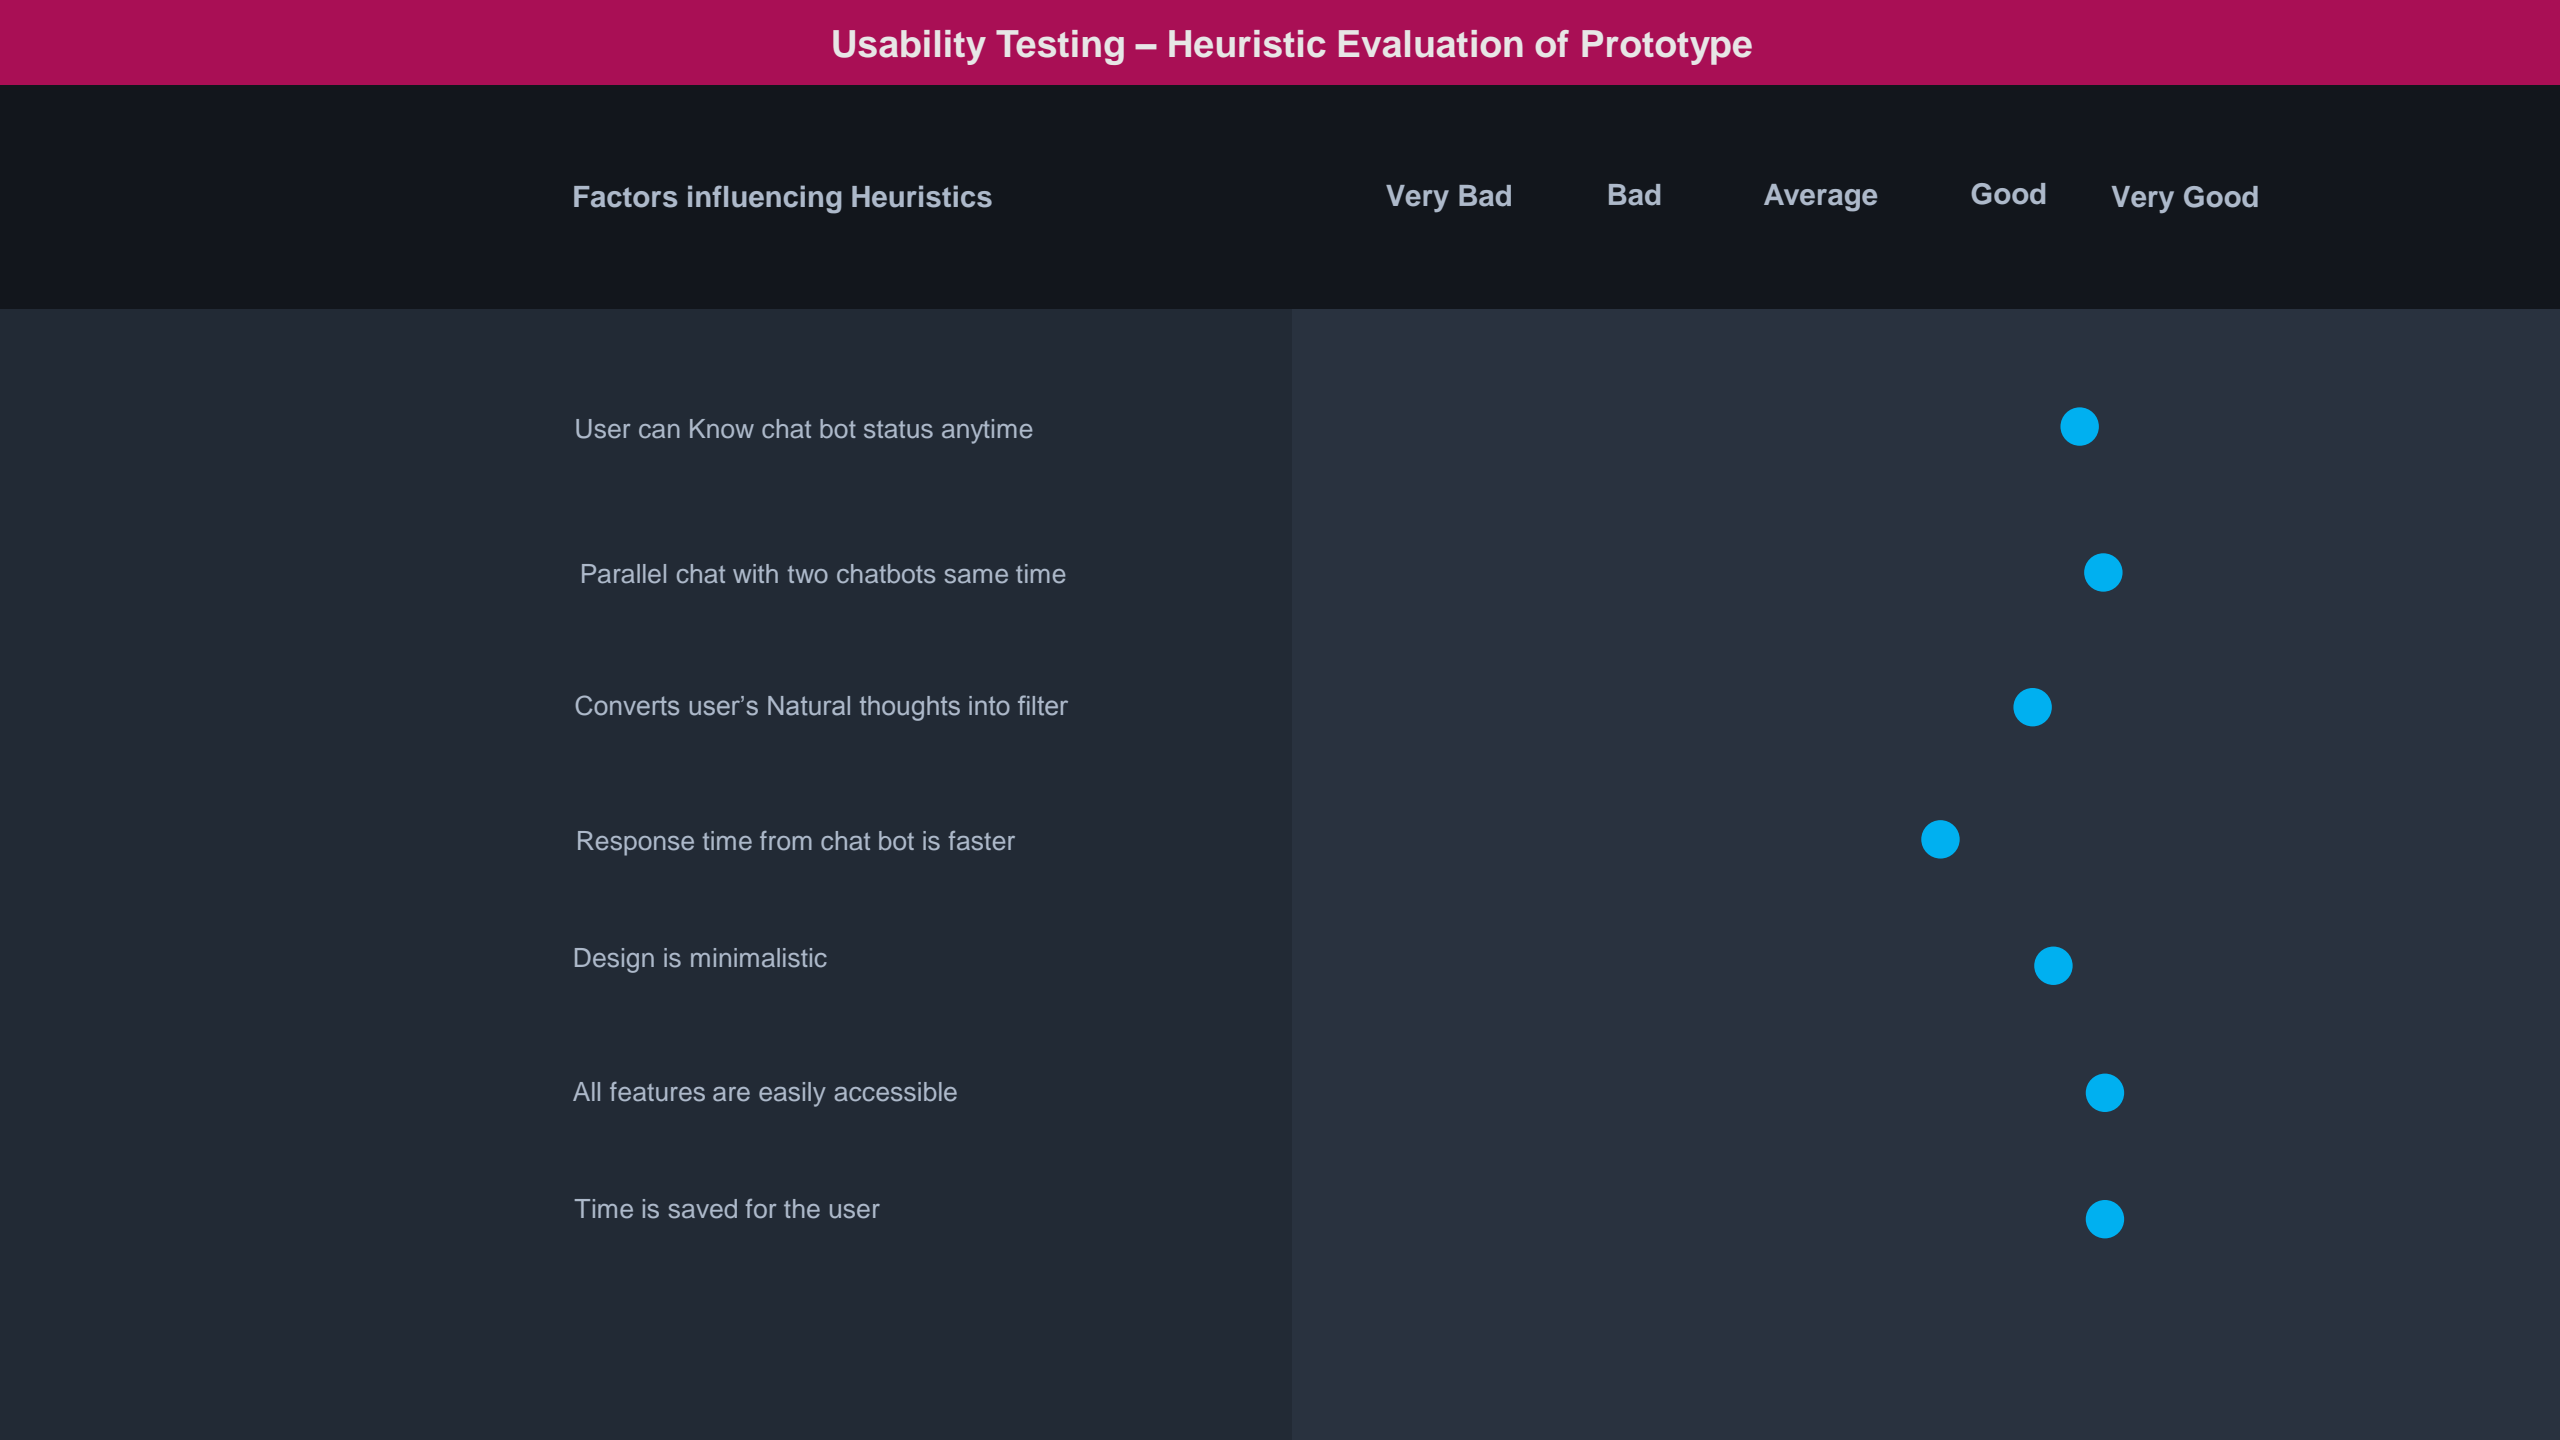 Usability Testing – Heuristic Evaluation of Prototype
Factors influencing Heuristics Very Bad Bad Average Good Very Good
User can Know chat bot status anytime
Parallel chat with two chatbots same time
Converts user’s Natural thoughts into filter
Response time from chat bot is faster
Design is minimalistic
All features are easily accessible
Time is saved for the user